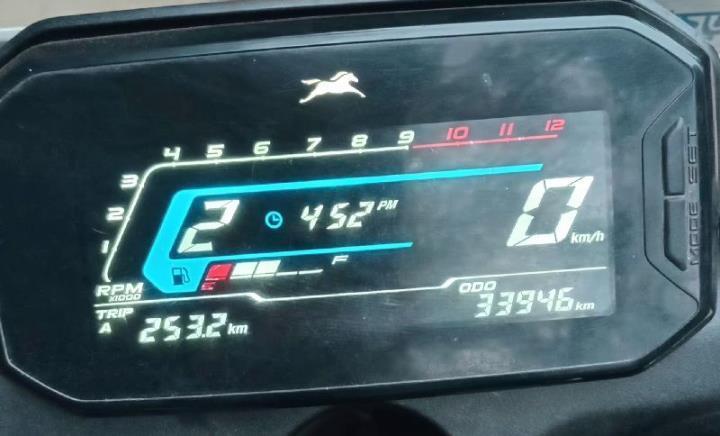 4 5 6 7 8 9 10 11 12
3
2
1
2 4:52 PM 0 km/h
E F
RPM
x1000
TRIP
A 253.2 km
ODO
33946 km
MODE SET